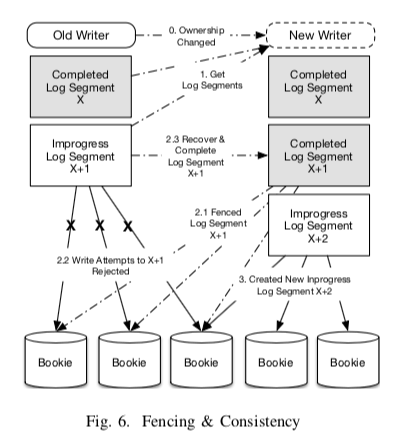 Old Writer
0. Ownership
Changed
New Writer
Completed
Log Segment
X
1. Get
Log Segments
Completed
Log Segment
X
Improgress
Log Segment
X+1
2.3 Recover &
Complete
Log Segment
X+1
Completed
Log Segment
X+1
X
X
X
2.1 Fenced
Log Segment
X+1
Improgress
Log Segment
X+2
2.2 Write Attempts to X+1
Rejected
3. Created New Inprogress
Log Segment X+2
Bookie
Bookie
Bookie
Bookie
Bookie
Fig. 6. Fencing & Consistency